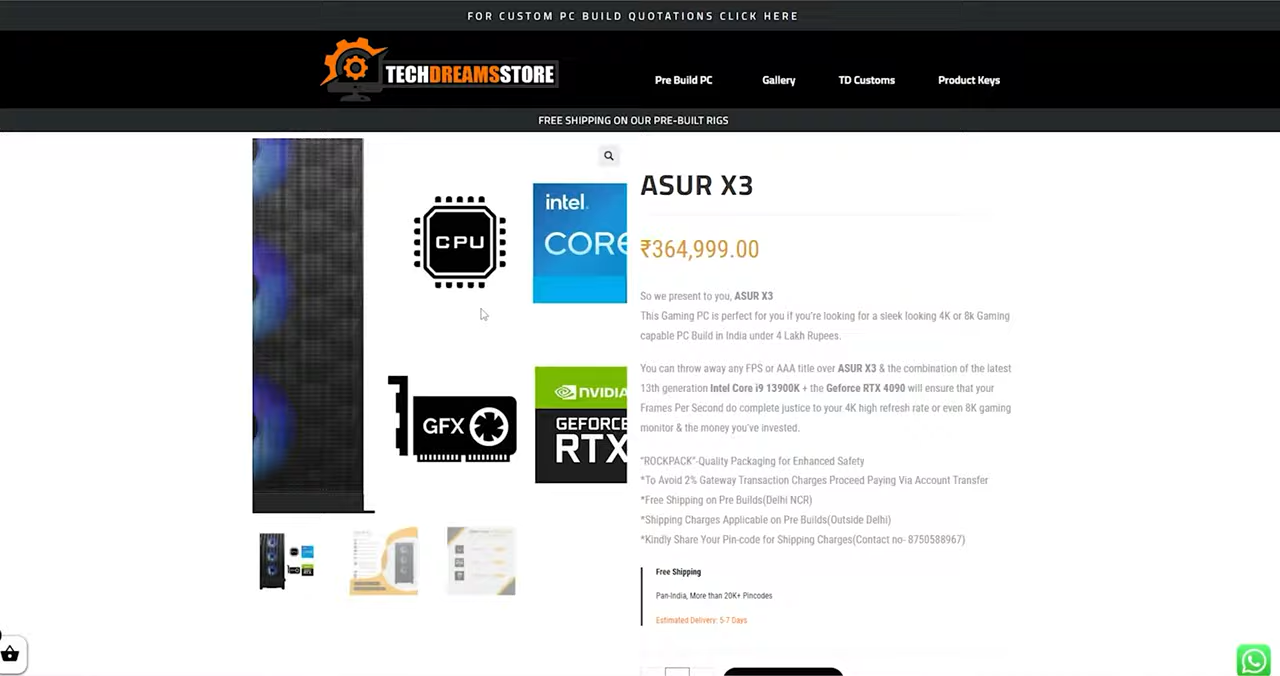 FOR CUSTOM PC BUILD QUOTATIONS CLICK HERE
TECHDREAMSSTORE
Pre Build PC
Gallery
TD Customs
Product Keys
FREE SHIPPING ON OUR PRE-BUILT RIGS
CPU
intel.
CORE
GFX
NVIDIA
GEFORCE
RTX
ASUR X3
₹364,999.00
So we present to you, ASUR X3
This Gaming PC is perfect for you if you're looking for a sleek looking 4K or 8k Gaming
capable PC Build in India under 4 Lakh Rupees.
You can throw away any FPS or AAA title over ASUR X3 & the combination of the latest
13th generation Intel Core i9 13900K + the Geforce RTX 4090 will ensure that your
Frames Per Second do complete justice to your 4K high refresh rate or even 8K gaming
monitor & the money you've invested.
“ROCKPACK”-Quality Packaging for Enhanced Safety
*To Avoid 2% Gateway Transaction Charges Proceed Paying Via Account Transfer
*Free Shipping on Pre Builds(Delhi NCR)
*Shipping Charges Applicable on Pre Builds(Outside Delhi)
*Kindly Share Your Pin-code for Shipping Charges(Contact no- 8750588967)
Free Shipping
Pan-India, More than 20K+ Pincodes
Estimated Delivery: 5-7 Days